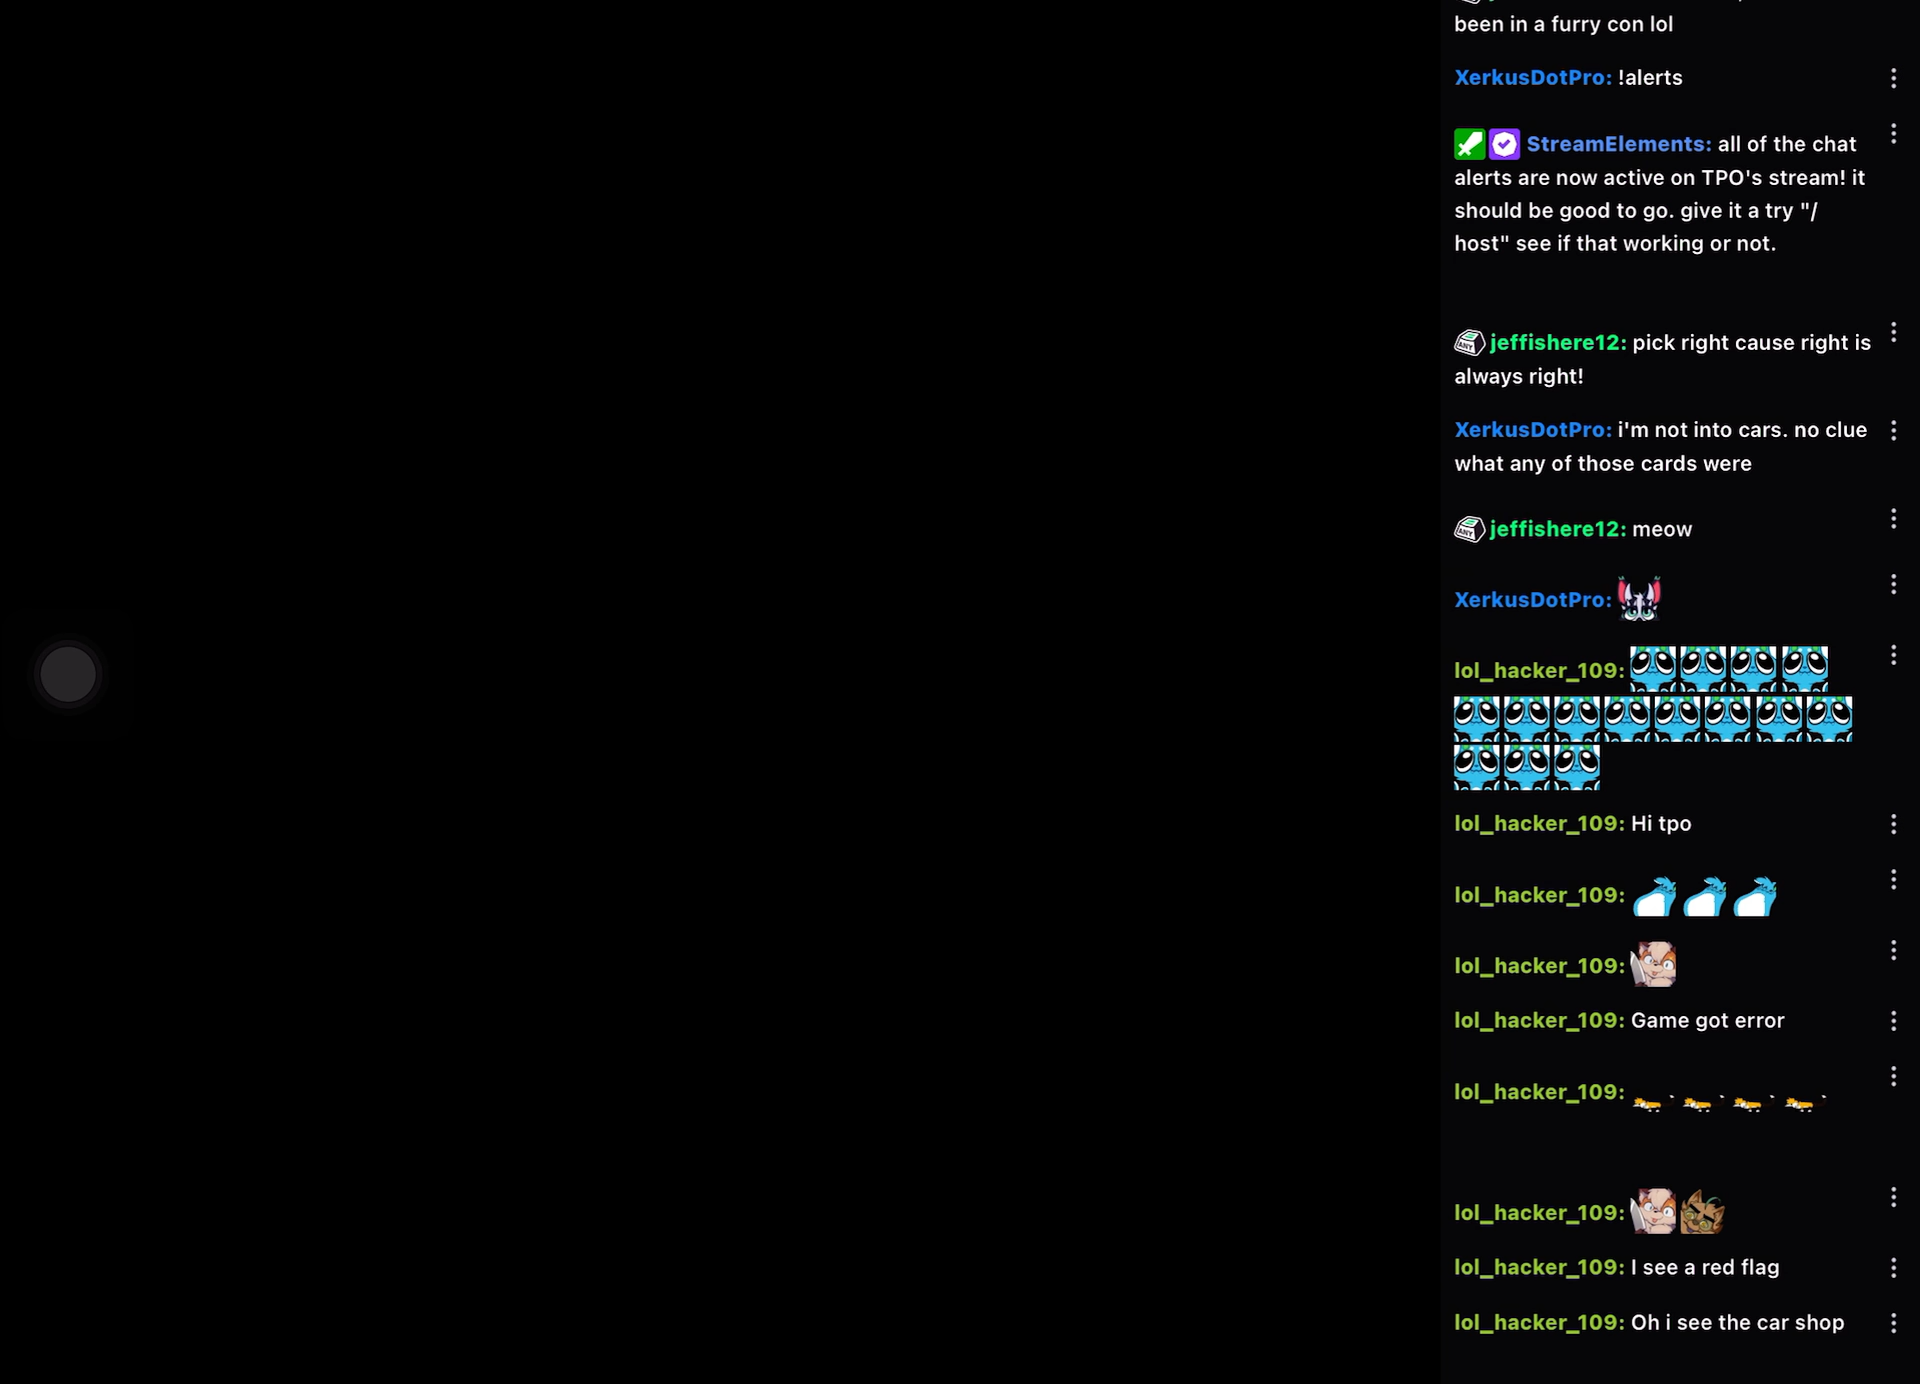 been in a furry con lol
XerkusDotPro: !alerts
StreamElements: all of the chat
alerts are now active on TPO's stream! it
should be good to go. give it a try "/
host" see if that working or not.
jeffishere12: pick right cause right is
always right!
XerkusDotPro: i'm not into cars. no clue
what any of those cards were
jeffishere12: meow
XerkusDotPro:
lol_hacker_109:
lol_hacker_109: Hi tpo
lol_hacker_109:
lol_hacker_109:
lol_hacker_109: Game got error
lol_hacker_109:
lol_hacker_109:
lol_hacker_109: I see a red flag
lol_hacker_109: Oh i see the car shop